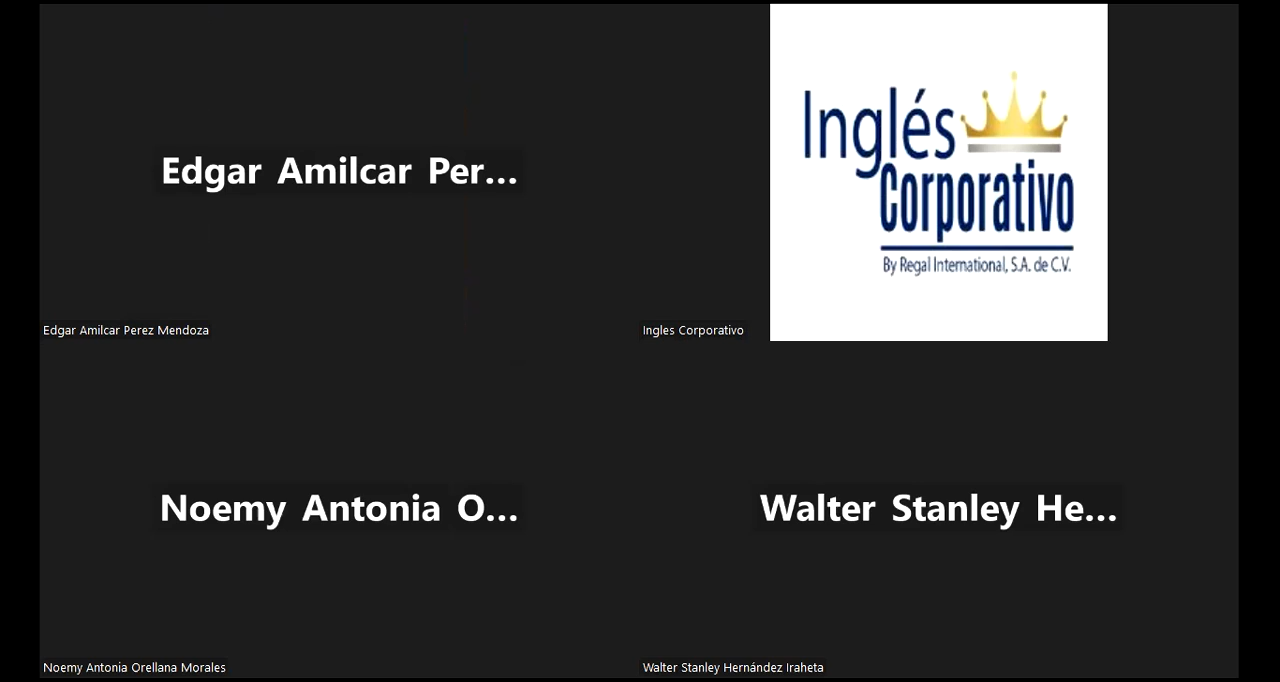 Edgar Amilcar Per...
Edgar Amilcar Perez Mendoza
Inglés
Corporativo
By Regal International, S.A. de C.V.
Ingles Corporativo
Noemy Antonia O...
Noemy Antonia Orellana Morales
Walter Stanley He...
Walter Stanley Hernández Iraheta